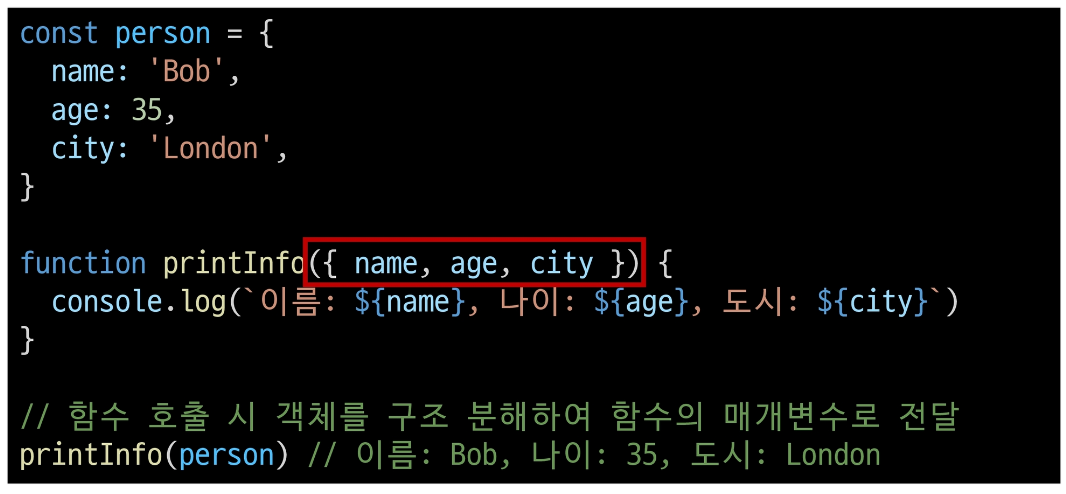 const person = {
  name: 'Bob',
  age: 35,
  city: 'London',
}
function printInfo({ name, age, city }) {
  console.log(`이름: ${name}, 나이: ${age}, 도시: ${city}`)
}
// 함수 호출 시 객체를 구조 분해하여 함수의 매개변수로 전달
printInfo(person) // 이름: Bob, 나이: 35, 도시: London